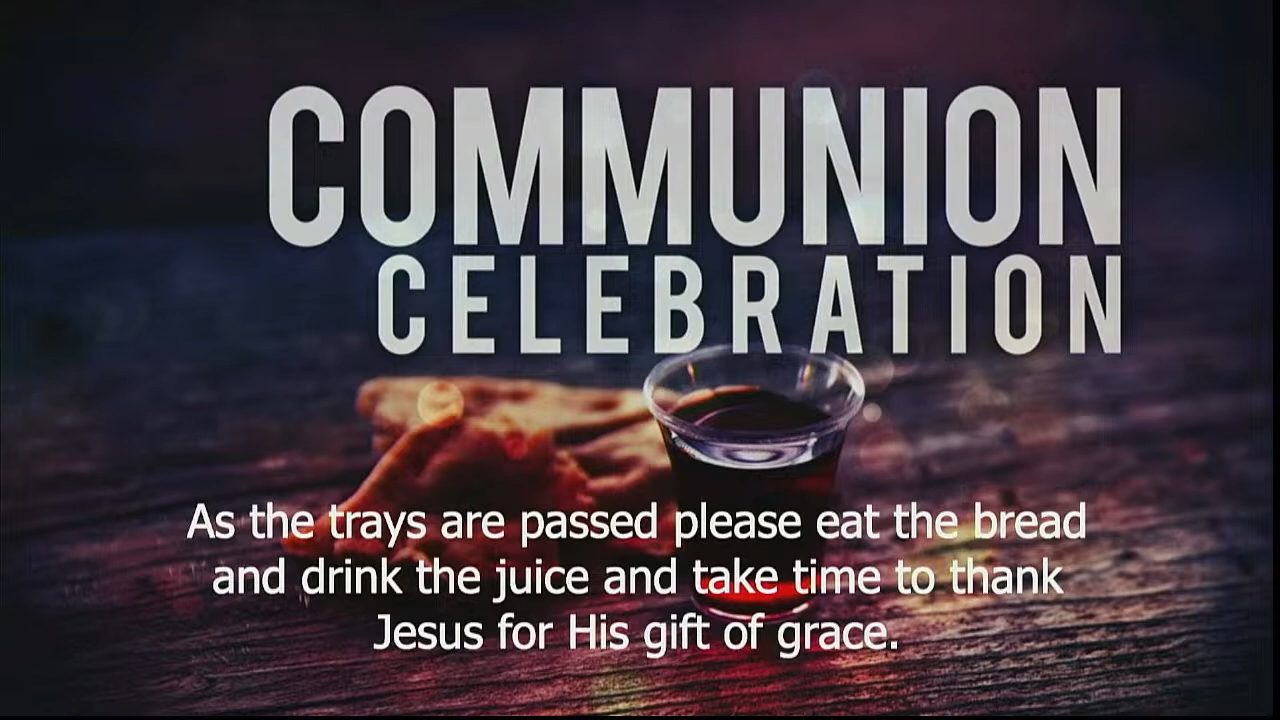 COMMUNION
CELEBRATION
As the trays are passed please eat the bread
and drink the juice and take time to thank
Jesus for His gift of grace.